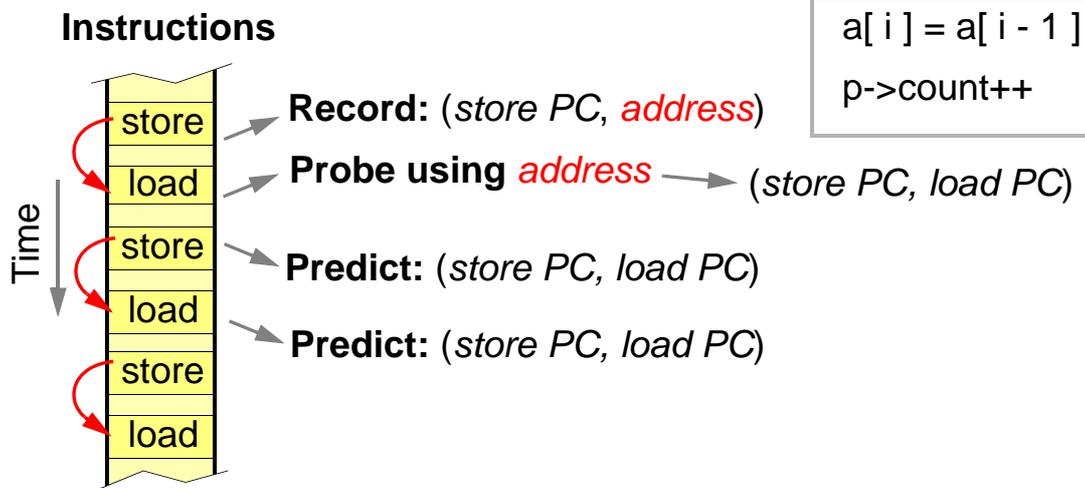 Instructions
a[ i ] = a[ i - 1 ]
p->count++
store
Record: (store PC, address)
load
Probe using address
(store PC, load PC)
Time
store
Predict: (store PC, load PC)
load
Predict: (store PC, load PC)
store
load